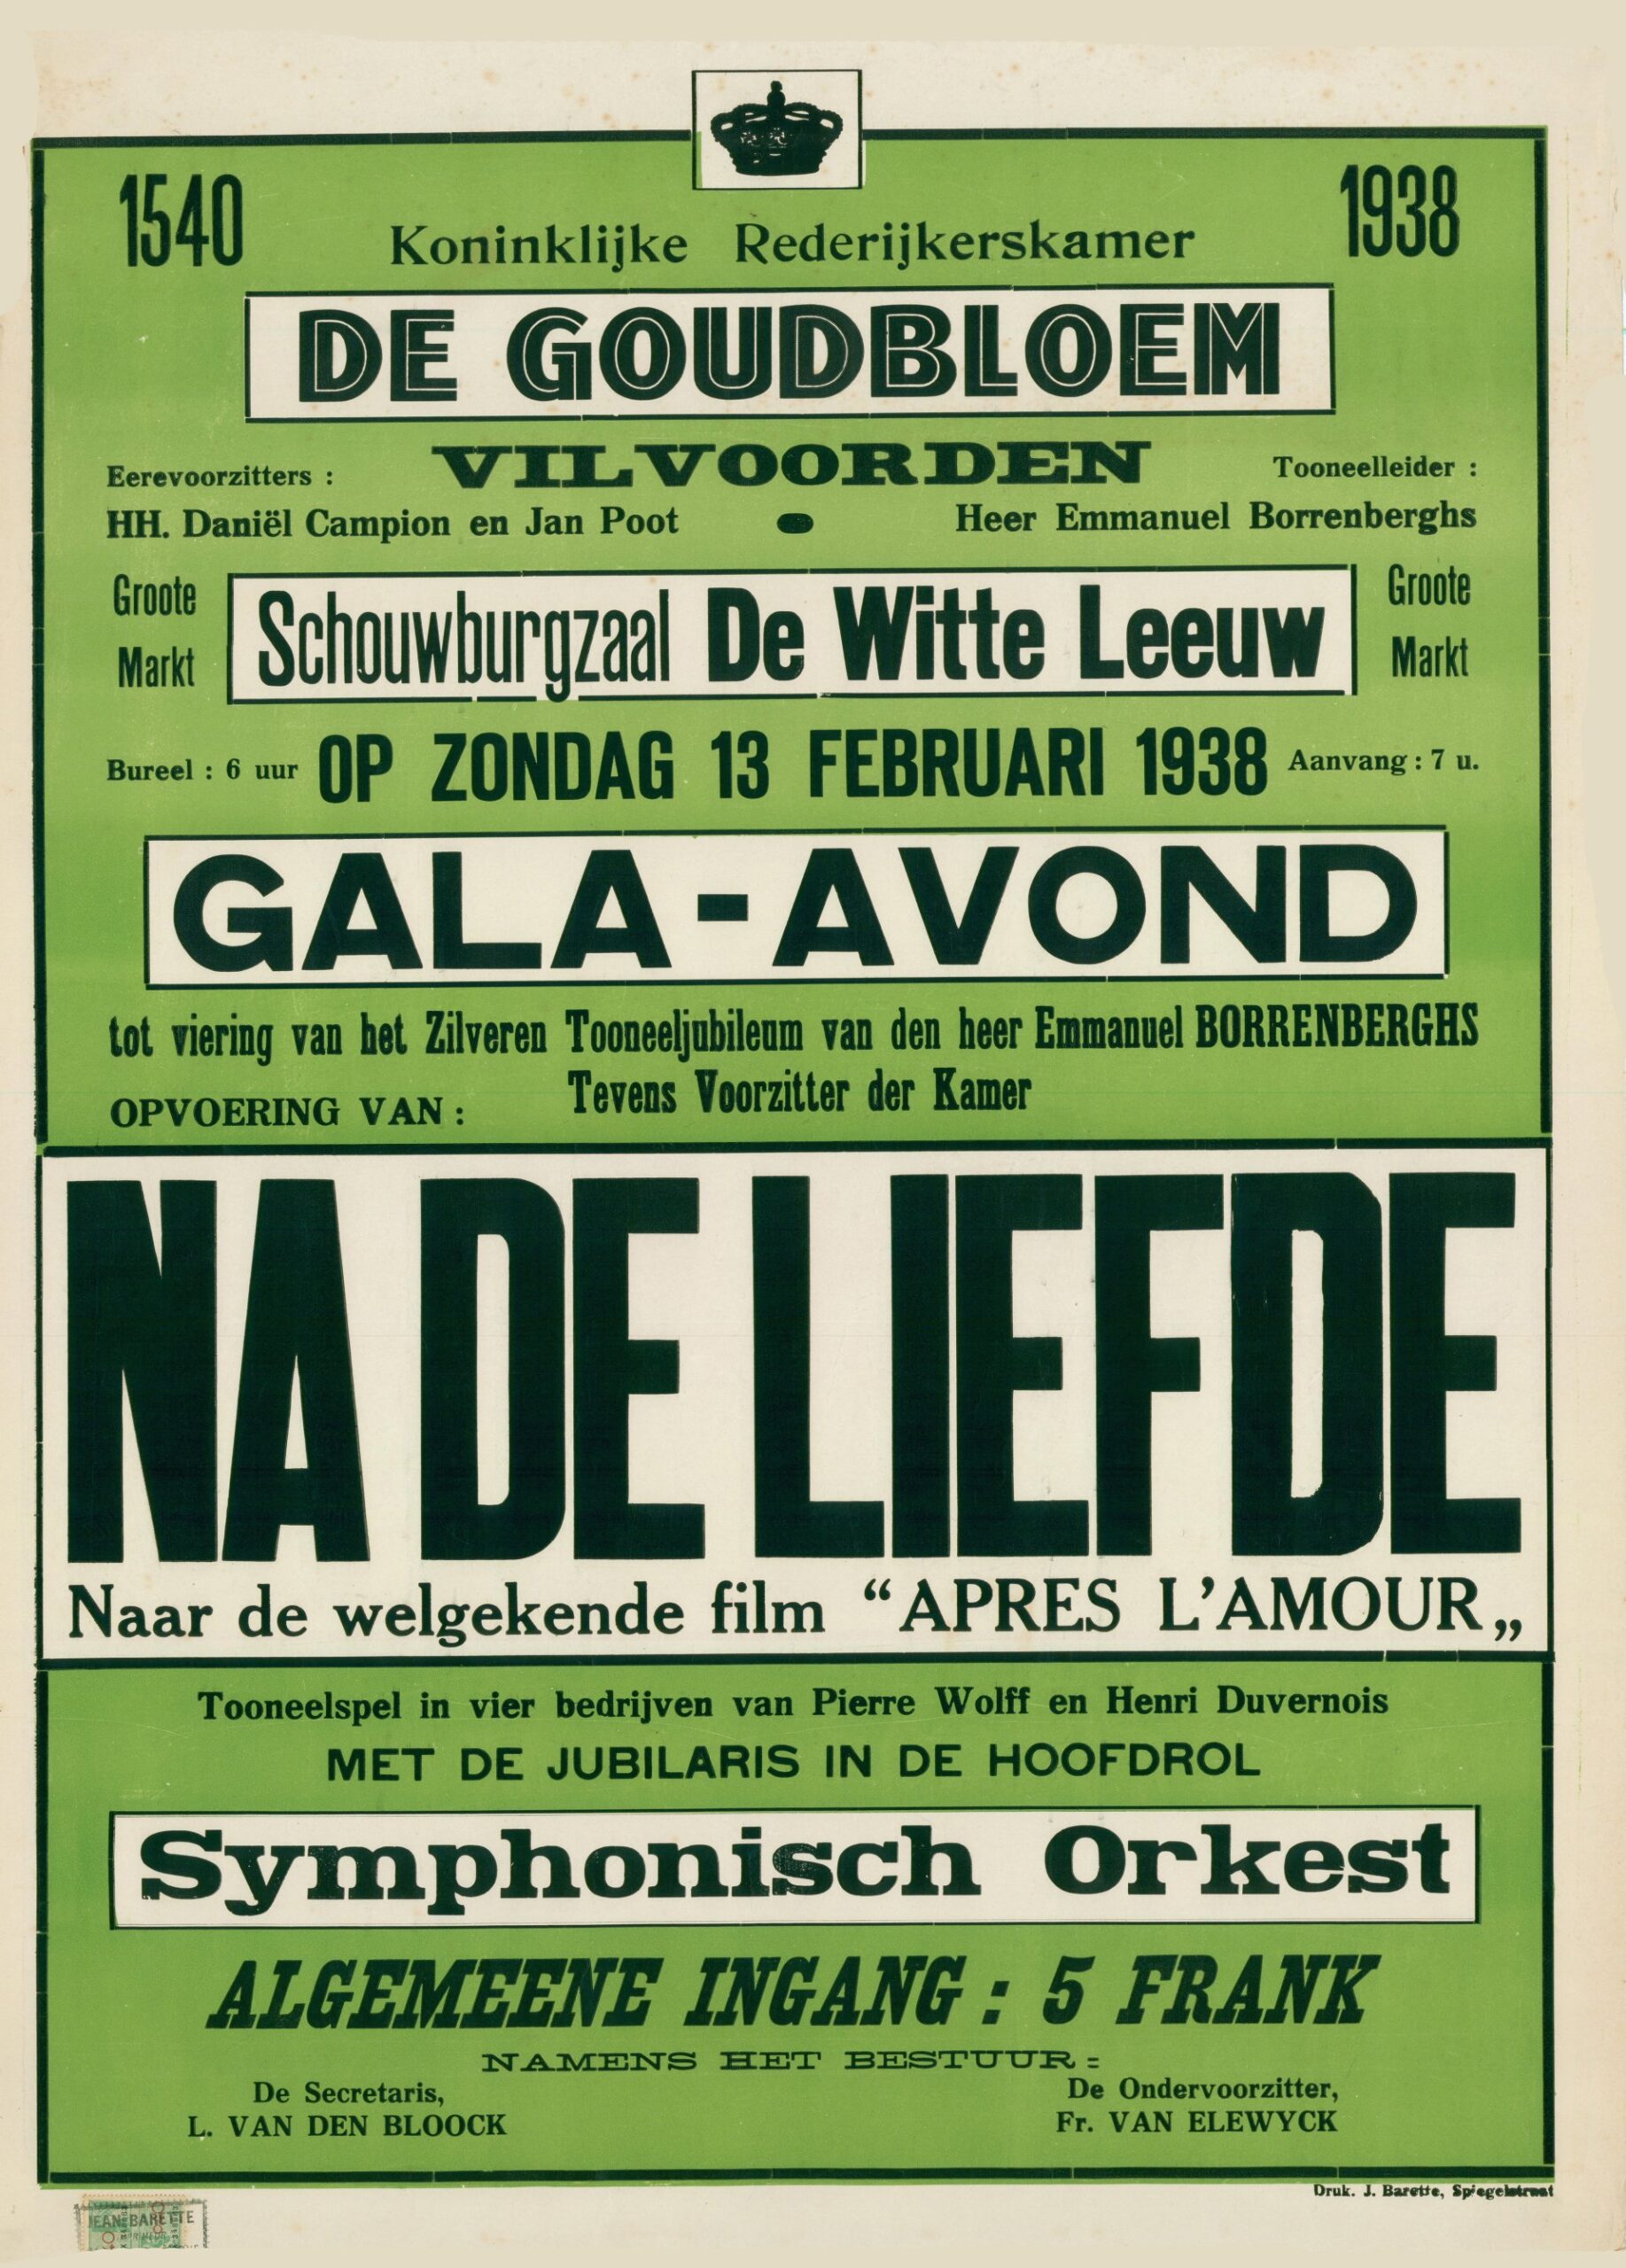 1540
1938
Koninklijke Rederijkerskamer
DE GOUDBLOEM
VILVOORDEN
Eerevoorzitters :
HH. Daniël Campion en Jan Poot
Tooneelleider :
Heer Emmanuel Borrenberghs
Groote
Markt
Schouwburgzaal De Witte Leeuw
Groote
Markt
Bureel : 6 uur OP ZONDAG 13 FEBRUARI 1938 Aanvang : 7 u.
GALA-AVOND
tot viering van het Zilveren Tooneeljubileum van den heer Emmanuel BORRENBERGHS
Tevens Voorzitter der Kamer
OPVOERING VAN :
NA DE LIEFDE
Naar de welgekende film “APRES L’AMOUR„
Tooneelspel in vier bedrijven van Pierre Wolff en Henri Duvernois
MET DE JUBILARIS IN DE HOOFDROL
Symphonisch Orkest
ALGEMEENE INGANG : 5 FRANK
NAMENS HET BESTUUR :
De Secretaris,
L. VAN DEN BLOOCK
De Ondervoorzitter,
Fr. VAN ELEWYCK
Druk. J. Barette, Spiegelstraat
JEAN BARETTE